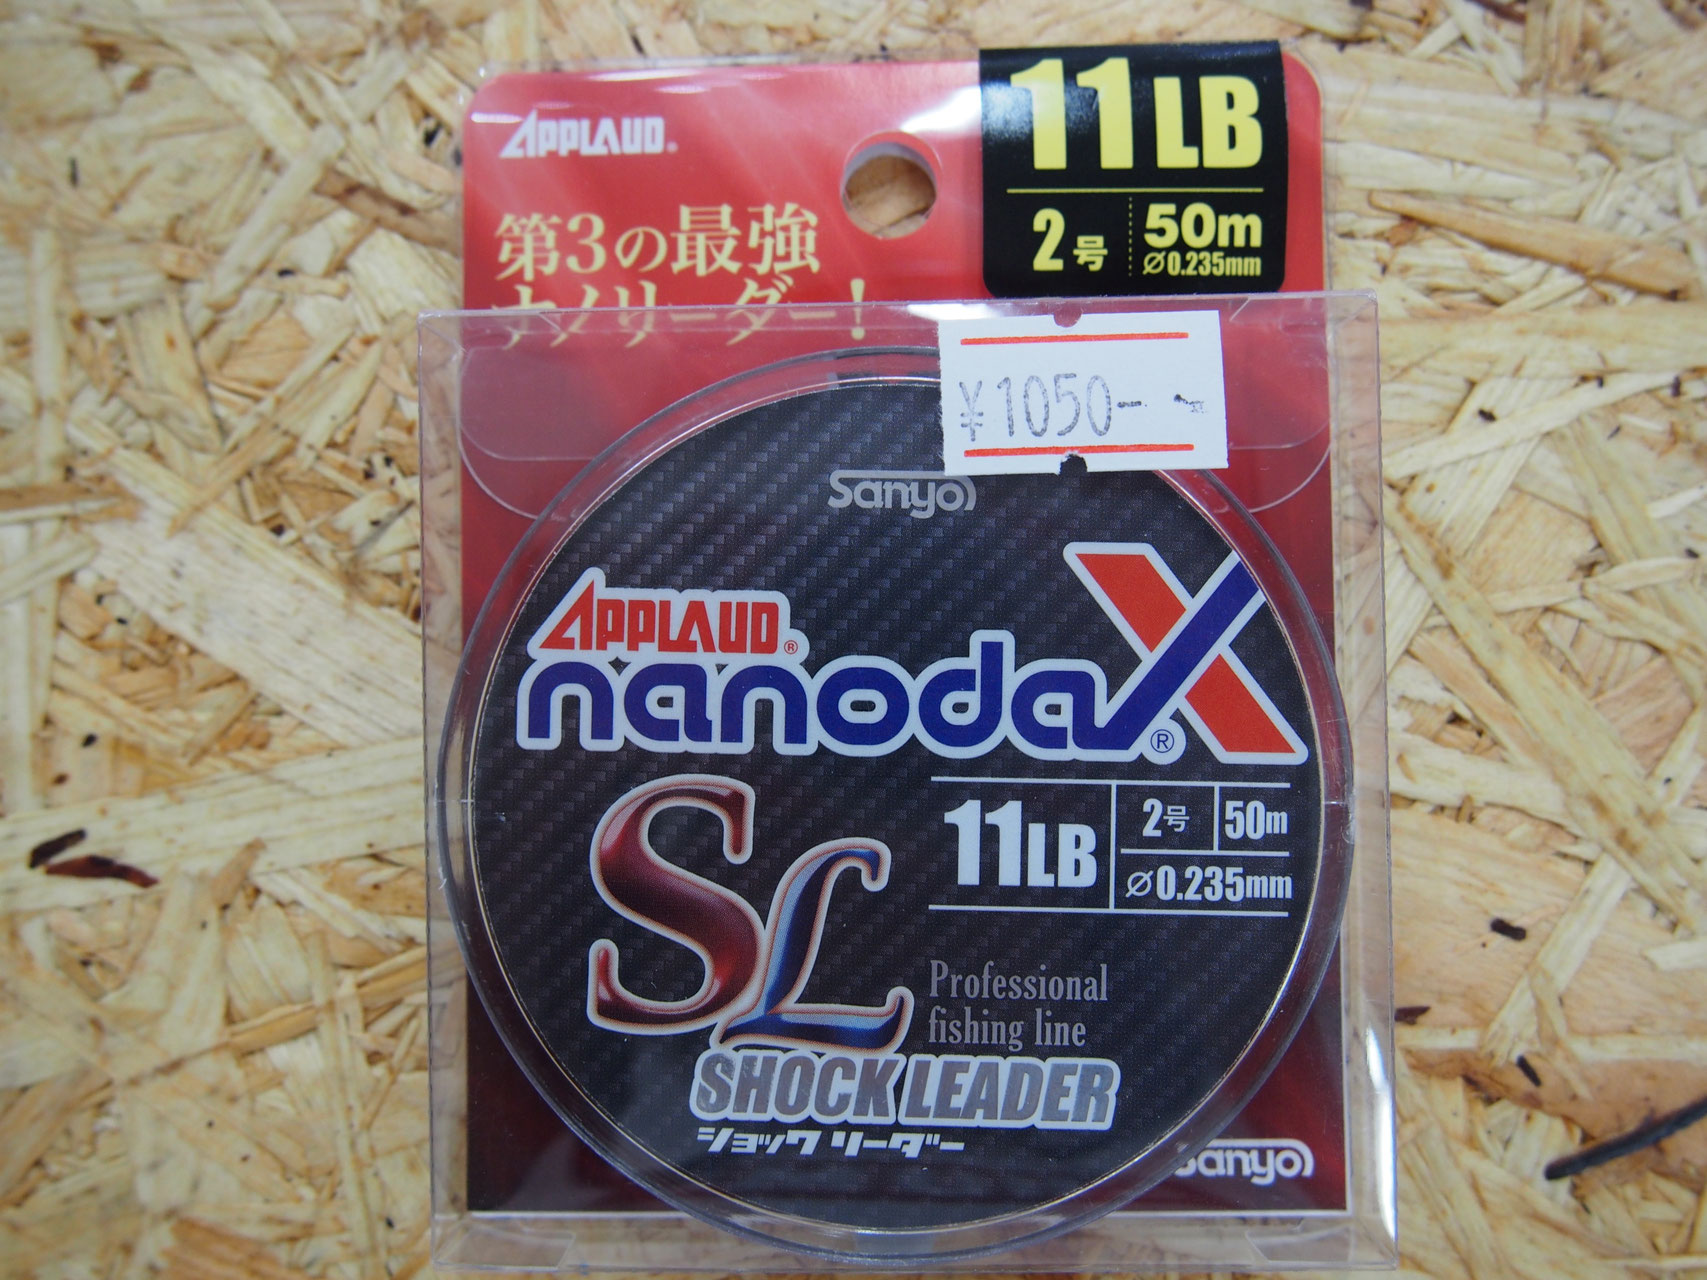 APPLAUD®
11LB
2号 50m
⌀0.235mm
第3の最強
ナノリーダー!
¥1050-
Sanyo
APPLAUD®
nanodaX®
SL
11LB 2号 50m
⌀0.235mm
Professional
fishing line
SHOCK LEADER
ショックリーダー
Sanyo